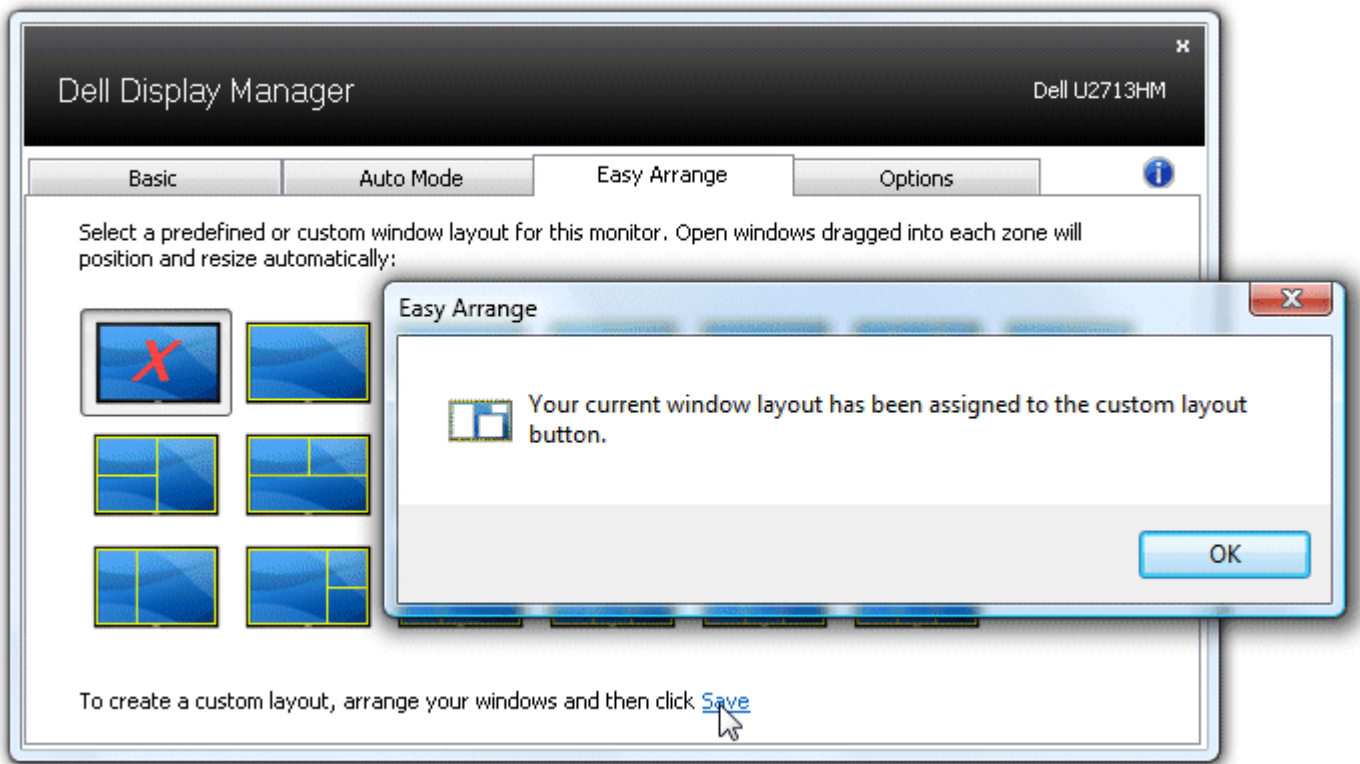 Dell Display Manager
Dell U2713HM
Basic
Auto Mode
Easy Arrange
Options
Select a predefined or custom window layout for this monitor. Open windows dragged into each zone will
position and resize automatically:
Easy Arrange
Your current window layout has been assigned to the custom layout
button.
OK
To create a custom layout, arrange your windows and then click Save